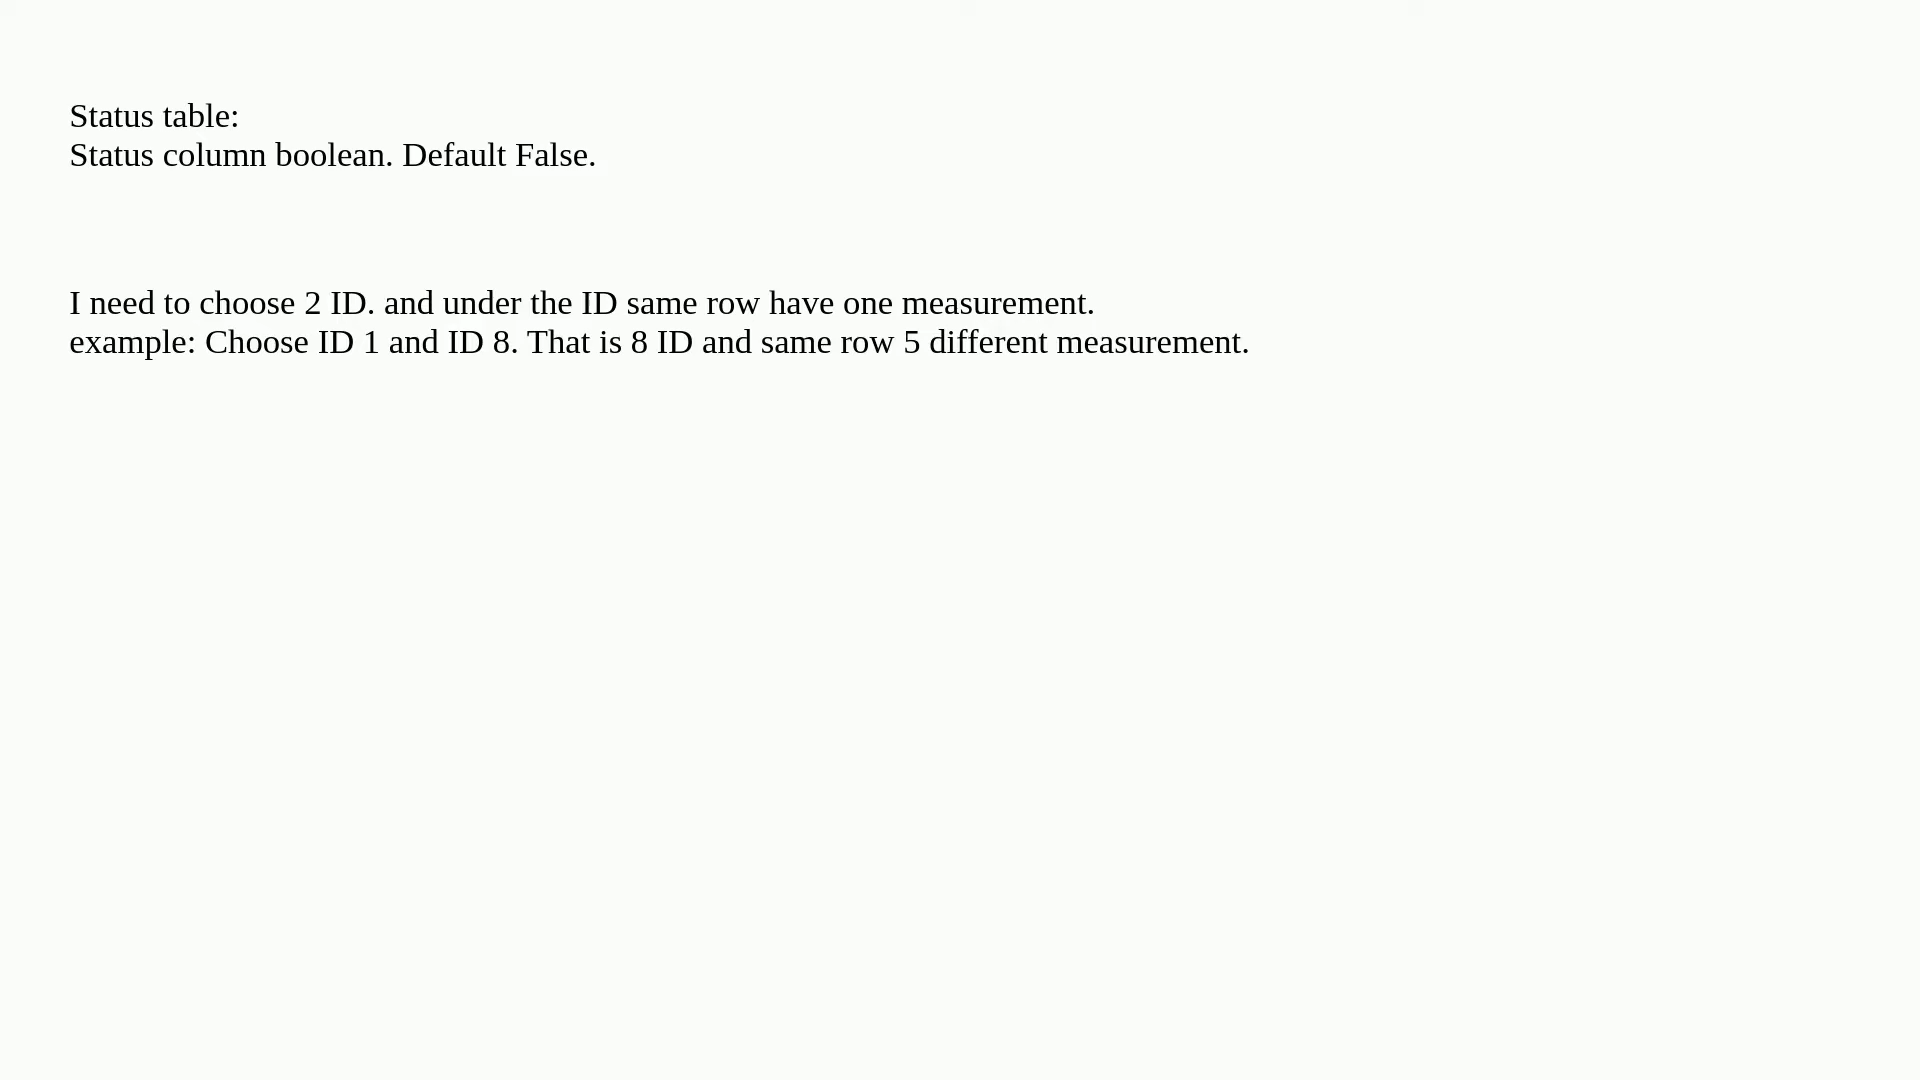 Status table:
Status column boolean. Default False.
I need to choose 2 ID. and under the ID same row have one measurement.
example: Choose ID 1 and ID 8. That is 8 ID and same row 5 different measurement.